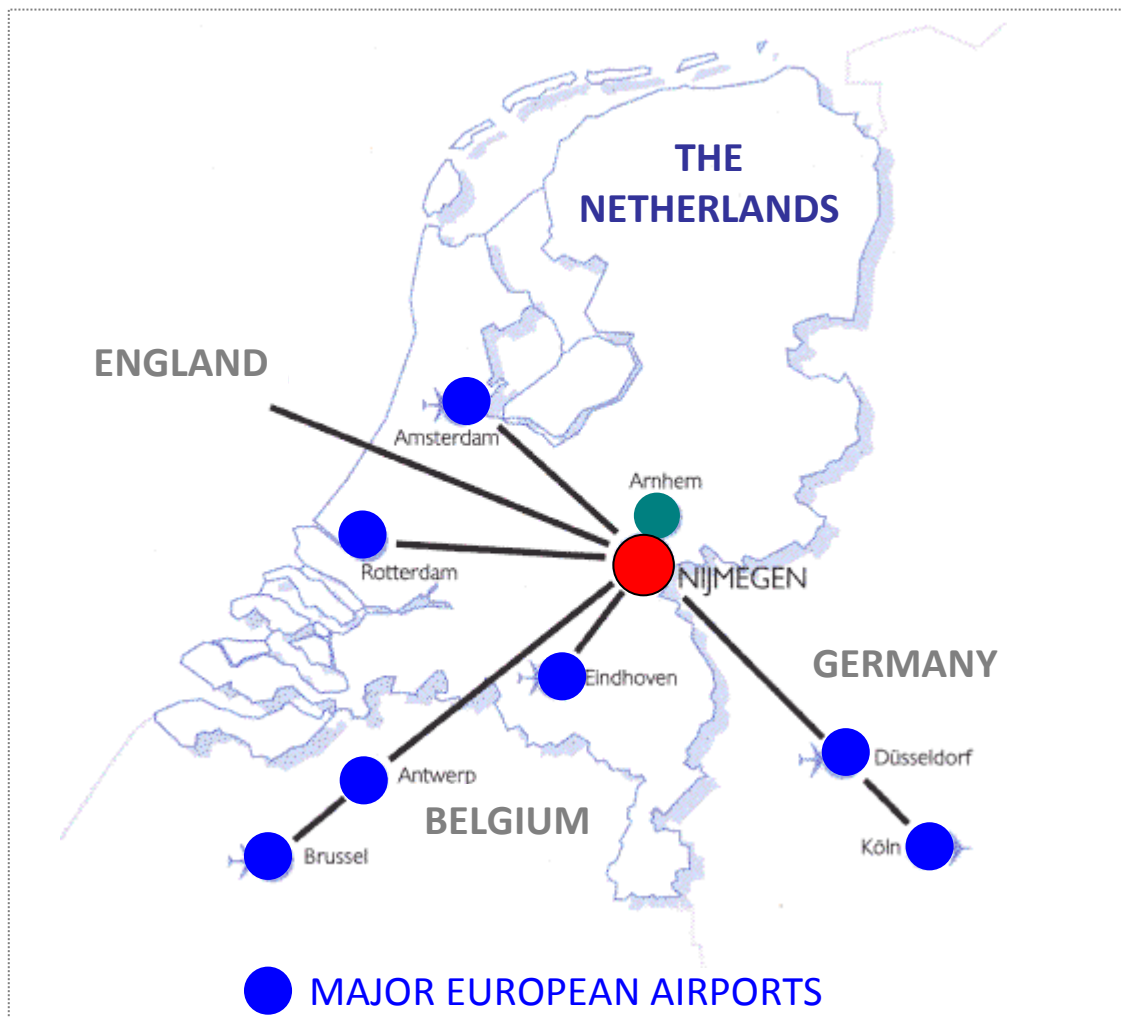 THE
NETHERLANDS
ENGLAND
Amsterdam
Arnhem
Rotterdam
NIJMEGEN
GERMANY
Eindhoven
Düsseldorf
Antwerp
BELGIUM
Brussel
Köln
MAJOR EUROPEAN AIRPORTS